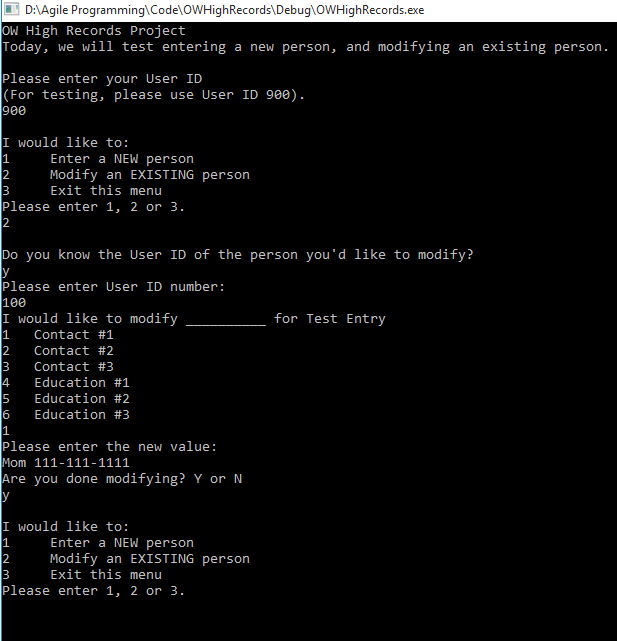 D:\Agile Programming\Code\OWHighRecords\Debug\OWHighRecords.exe
OW High Records Project
Today, we will test entering a new person, and modifying an existing person.
Please enter your User ID
(For testing, please use User ID 900).
900
I would like to:
1     Enter a NEW person
2     Modify an EXISTING person
3     Exit this menu
Please enter 1, 2 or 3.
2
Do you know the User ID of the person you'd like to modify?
y
Please enter User ID number:
100
I would like to modify __________ for Test Entry
1   Contact #1
2   Contact #2
3   Contact #3
4   Education #1
5   Education #2
6   Education #3
1
Please enter the new value:
Mom 111-111-1111
Are you done modifying? Y or N
y
I would like to:
1     Enter a NEW person
2     Modify an EXISTING person
3     Exit this menu
Please enter 1, 2 or 3.